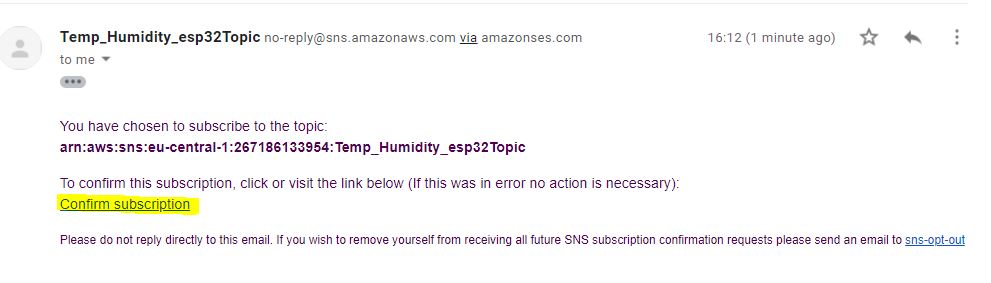 Temp_Humidity_esp32Topic no-reply@sns.amazonaws.com via amazonses.com 16:12 (1 minute ago)
to me
You have chosen to subscribe to the topic:
arn:aws:sns:eu-central-1:267186133954:Temp_Humidity_esp32Topic
To confirm this subscription, click or visit the link below (If this was in error no action is necessary):
Confirm subscription
Please do not reply directly to this email. If you wish to remove yourself from receiving all future SNS subscription confirmation requests please send an email to sns-opt-out